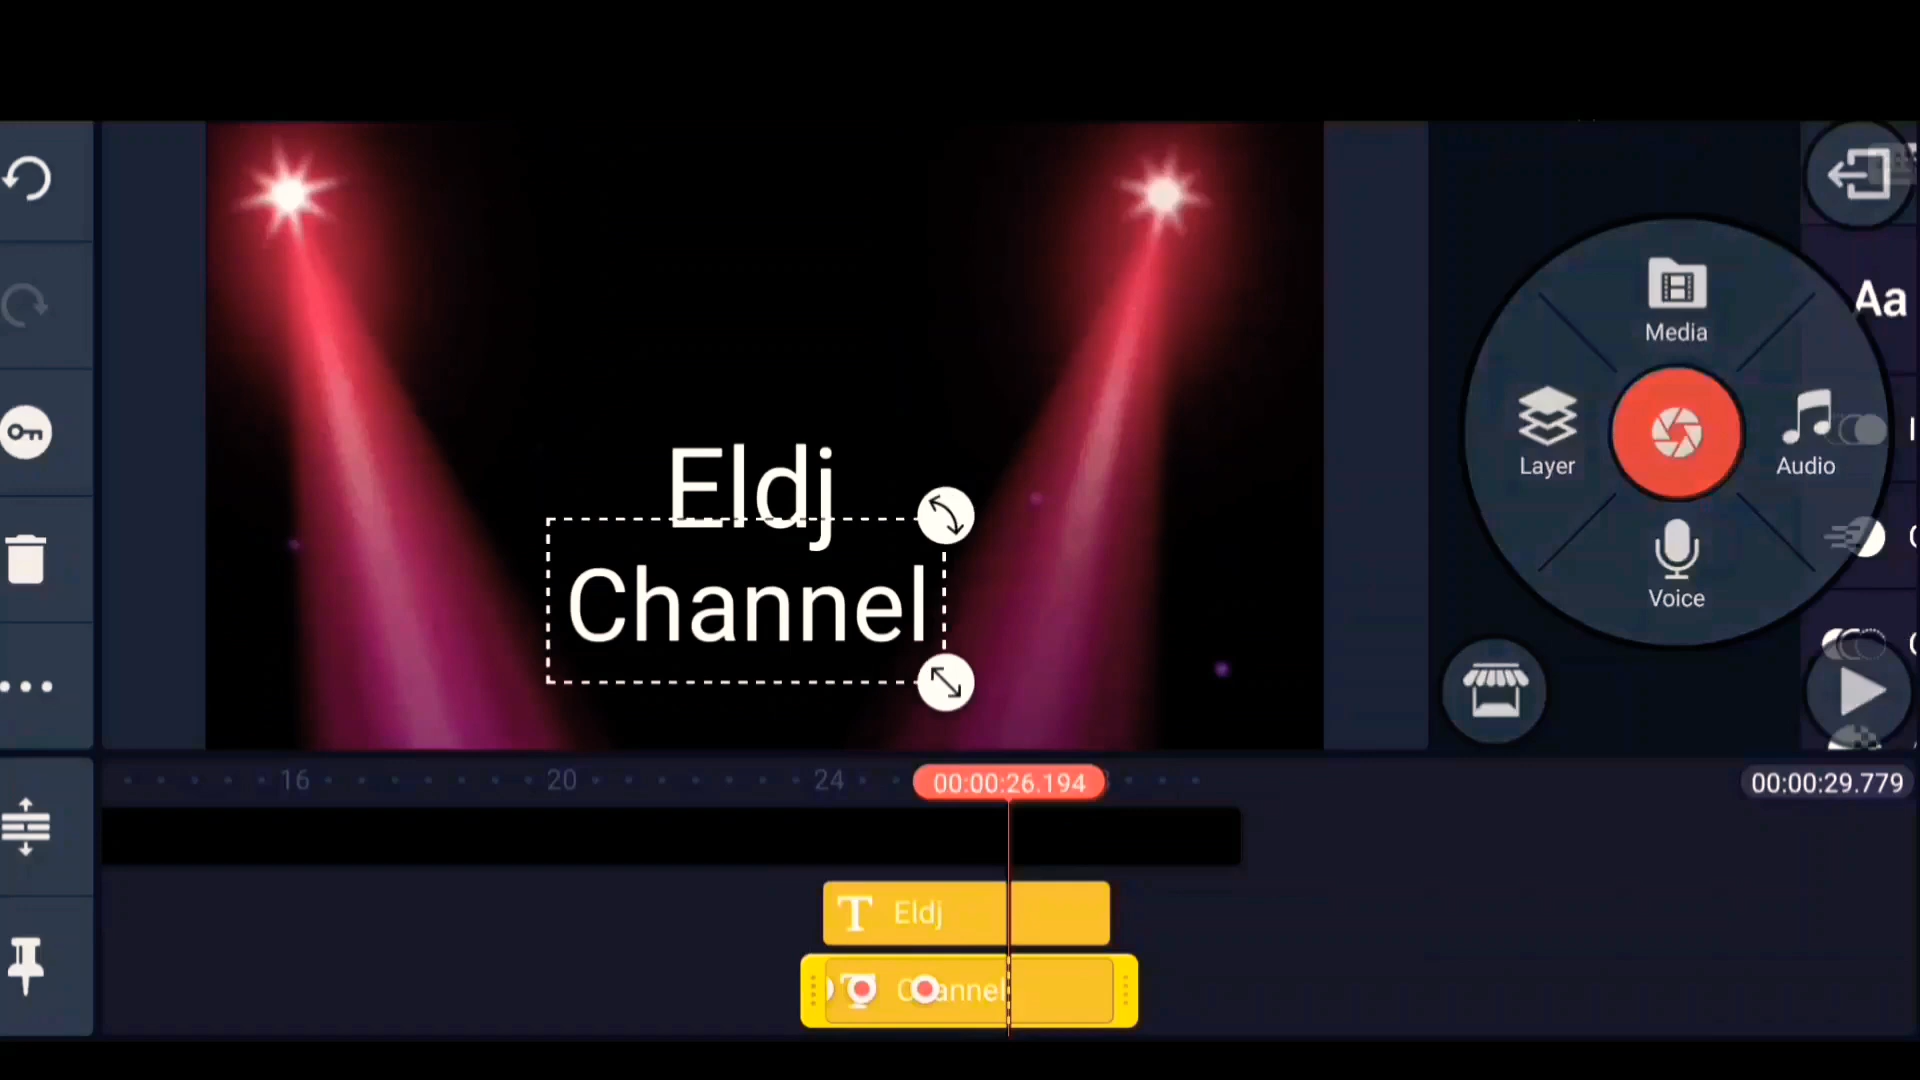 Aa
Media
Layer
Audio
Voice
Eldj
Channel
16
20
24
00:00:26.194
00:00:29.779
Eldj
Channel